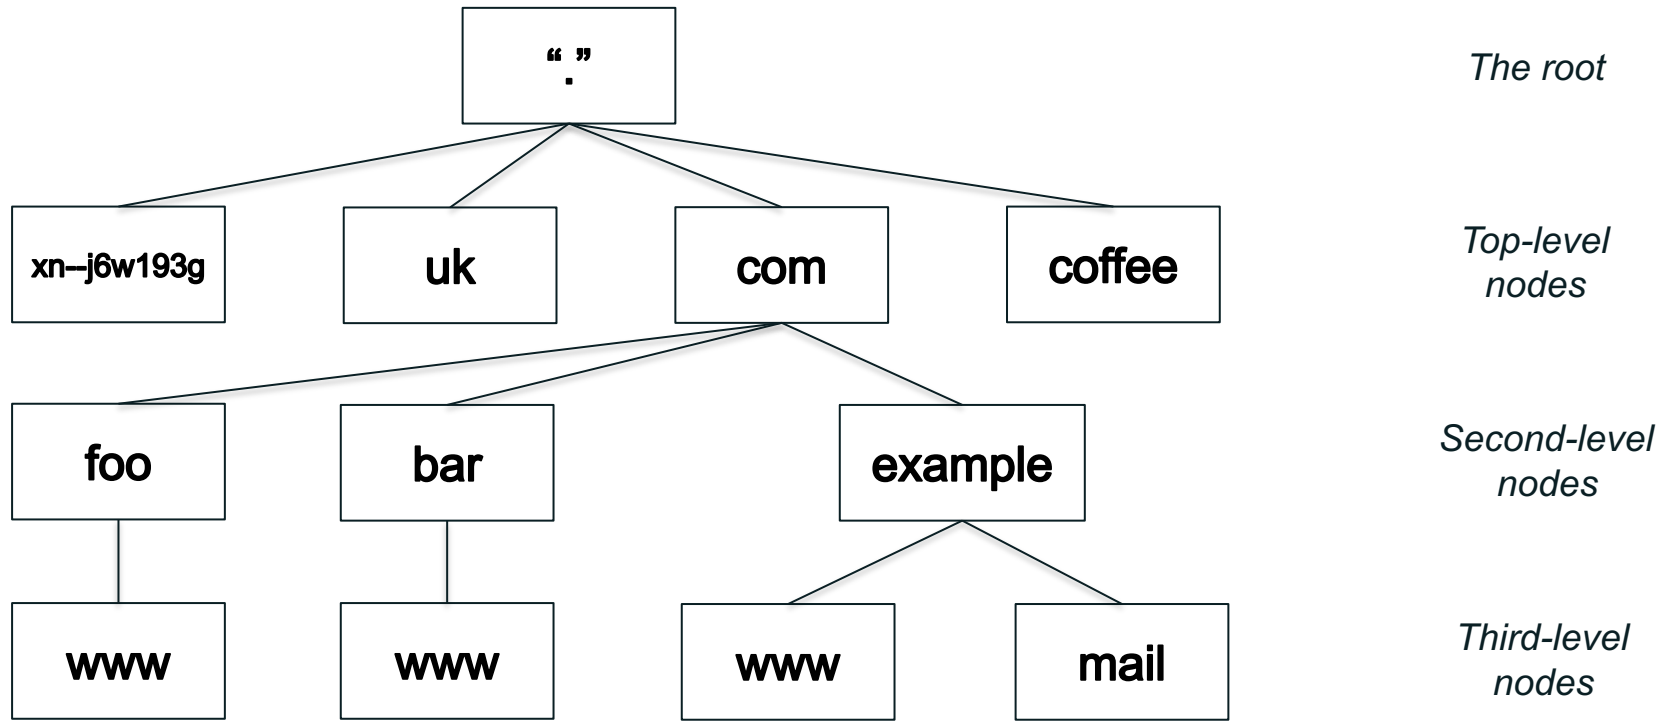 “.”
The root
xn--j6w193g
uk
com
coffee
Top-level
nodes
foo
bar
example
Second-level
nodes
www
www
www
mail
Third-level
nodes